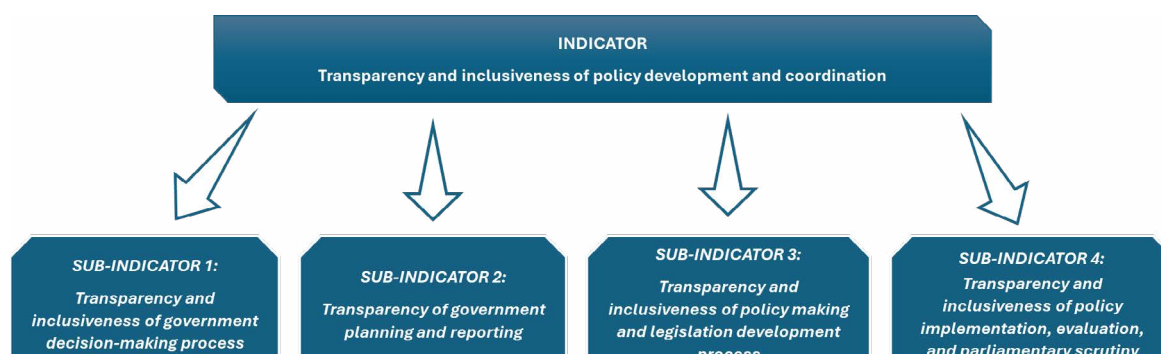 INDICATOR
Transparency and inclusiveness of policy development and coordination
SUB-INDICATOR 1:
Transparency and
inclusiveness of government
decision-making process
SUB-INDICATOR 2:
Transparency of government
planning and reporting
SUB-INDICATOR 3:
Transparency and
inclusiveness of policy making
and legislation development
process
SUB-INDICATOR 4:
Transparency and
inclusiveness of policy
implementation, evaluation,
and parliamentary scrutiny